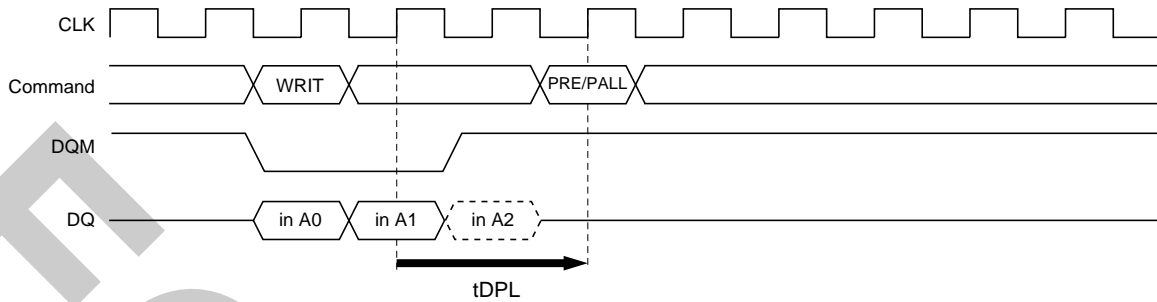 CLK
Command WRIT PRE/PALL
DQM
DQ in A0 in A1 in A2
tDPL